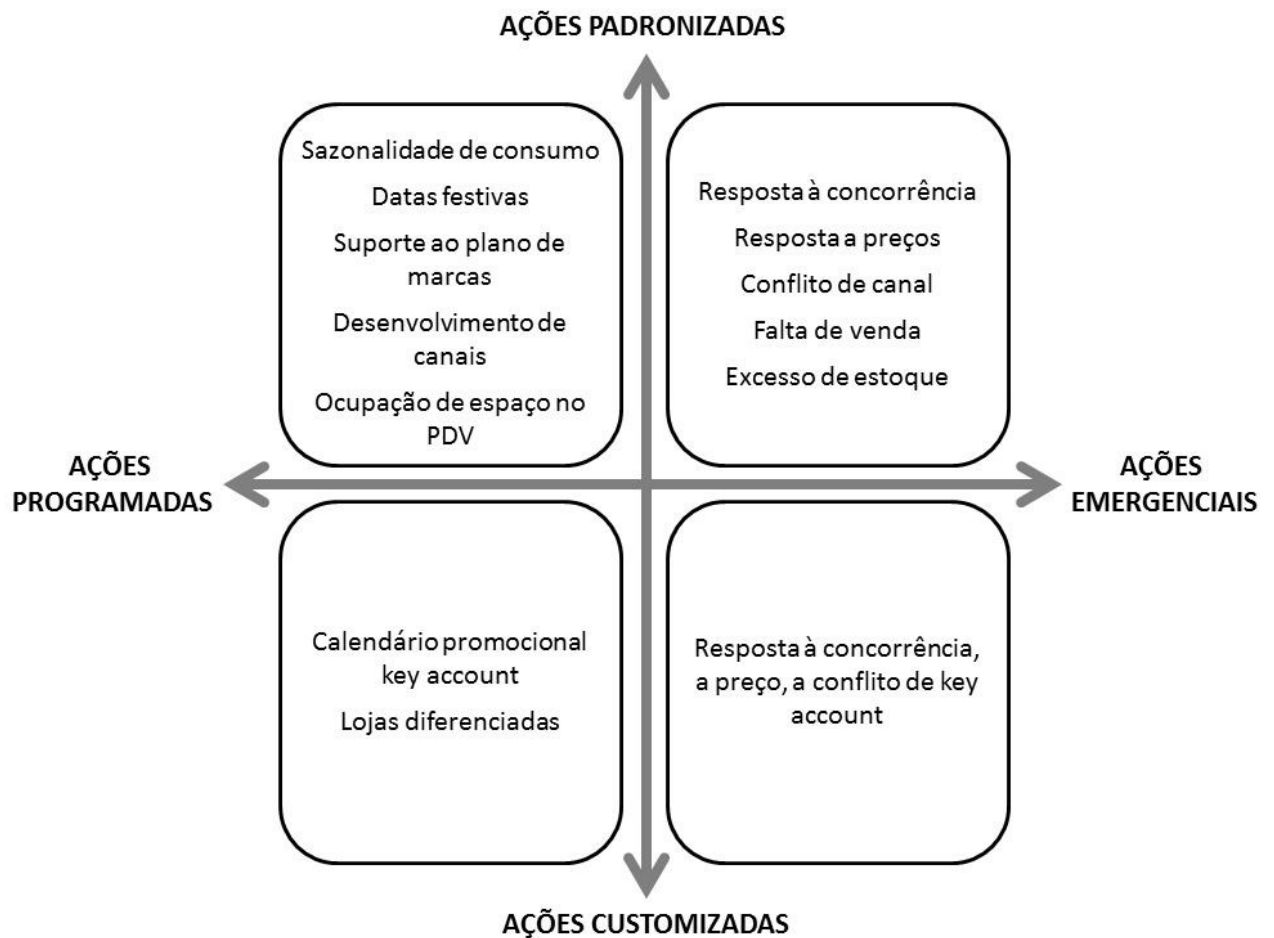 AÇÕES PADRONIZADAS
Sazonalidade de consumo
Datas festivas
Suporte ao plano de
marcas
Desenvolvimento de
canais
Ocupação de espaço no
PDV
Resposta à concorrência
Resposta a preços
Conflito de canal
Falta de venda
Excesso de estoque
AÇÕES
PROGRAMADAS
AÇÕES
EMERGENCIAIS
Calendário promocional
key account
Lojas diferenciadas
Resposta à concorrência,
a preço, a conflito de key
account
AÇÕES CUSTOMIZADAS